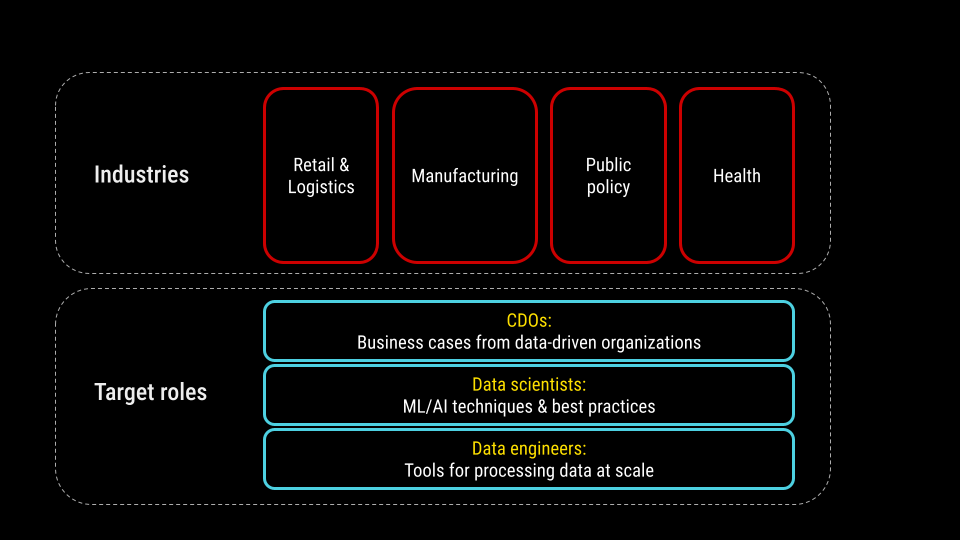 Industries
Retail &
Logistics
Manufacturing
Public
policy
Health
Target roles
CDOs:
Business cases from data-driven organizations
Data scientists:
ML/AI techniques & best practices
Data engineers:
Tools for processing data at scale